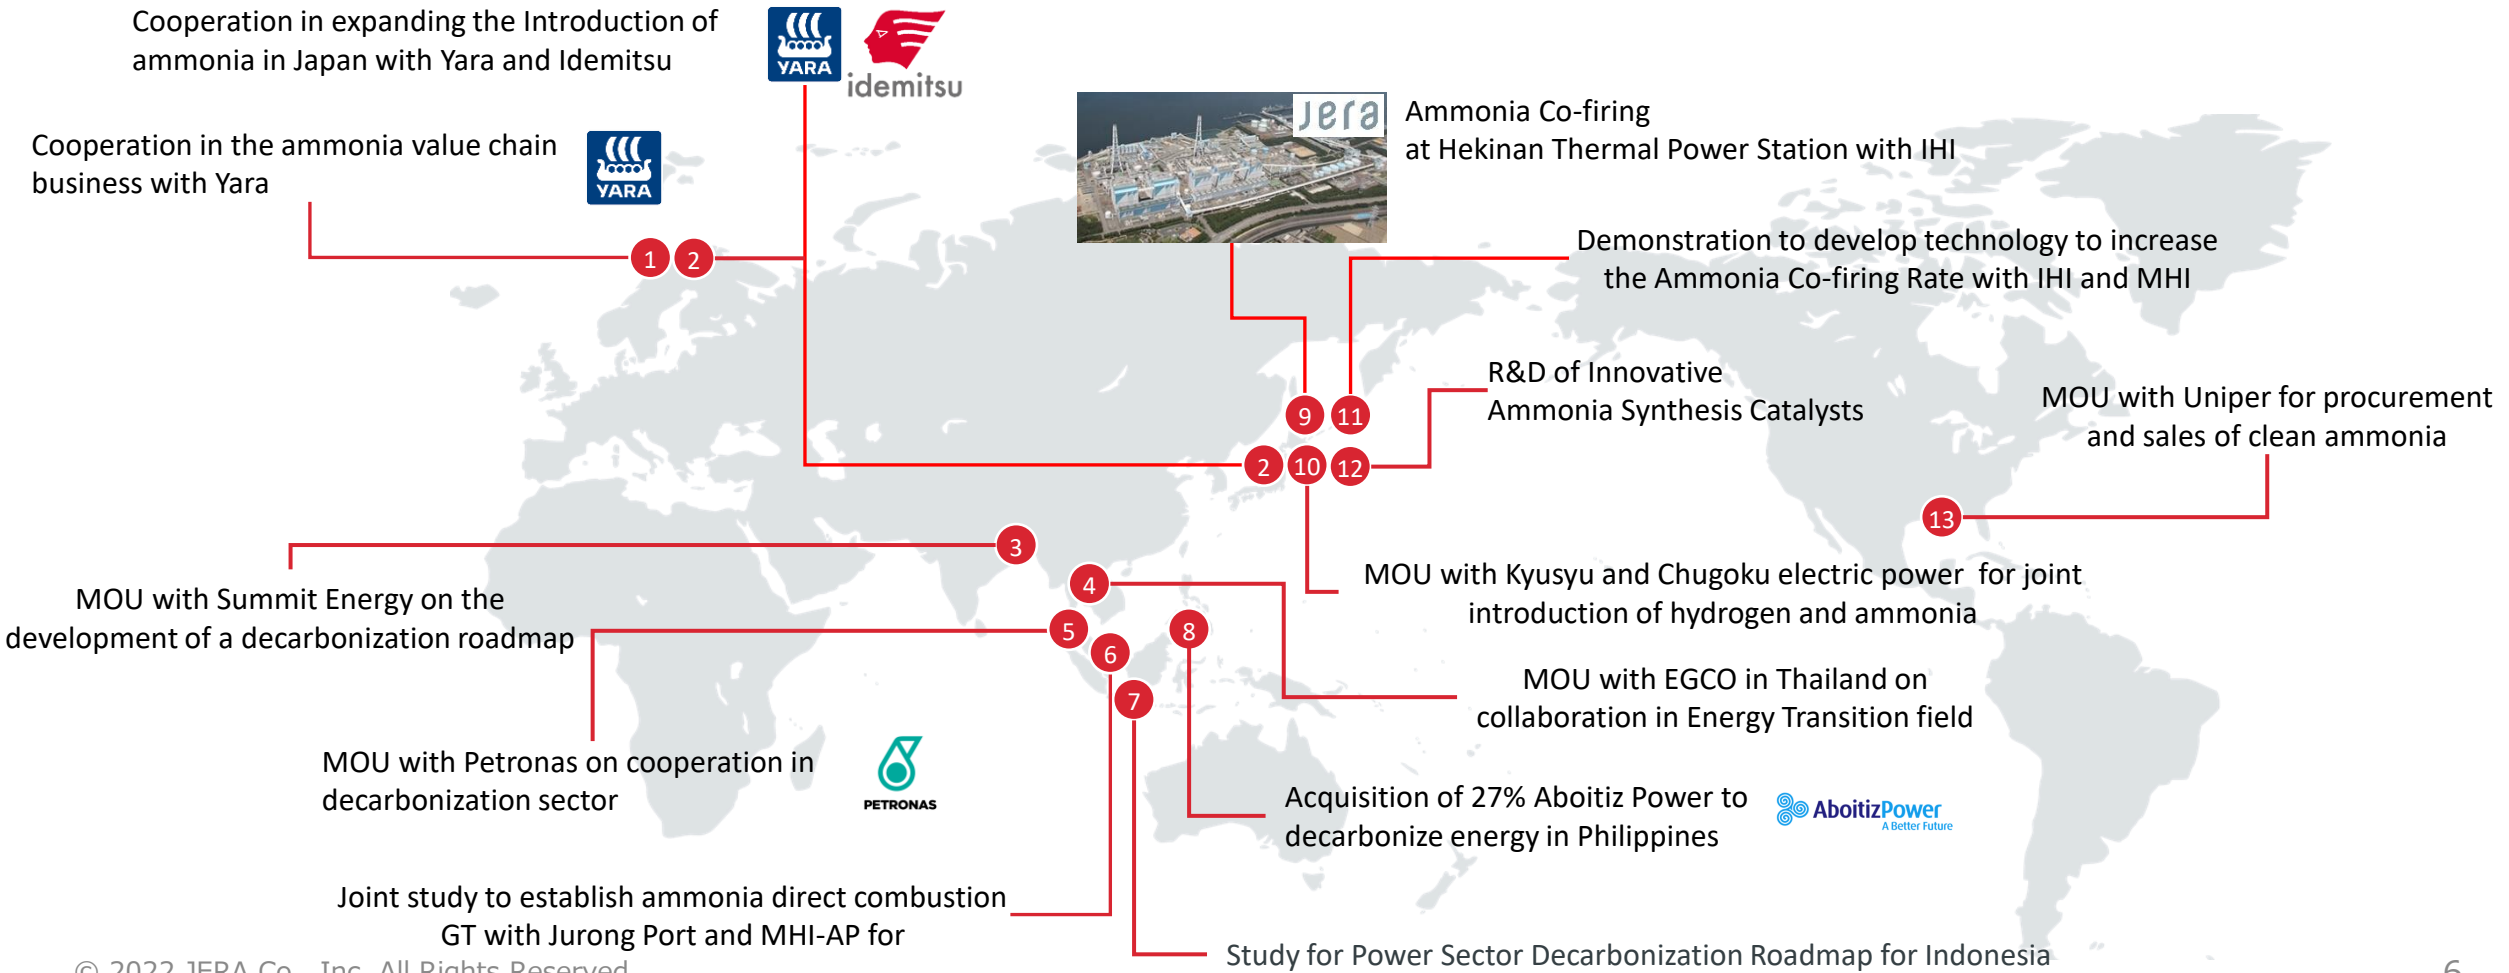 Cooperation in expanding the Introduction of
ammonia in Japan with Yara and Idemitsu
YARA
idemitsu
Cooperation in the ammonia value chain
business with Yara
YARA
Jera
Ammonia Co-firing
at Hekinan Thermal Power Station with IHI
Demonstration to develop technology to increase
the Ammonia Co-firing Rate with IHI and MHI
1
2
R&D of Innovative
Ammonia Synthesis Catalysts
MOU with Uniper for procurement
and sales of clean ammonia
9
11
2
10
12
13
3
4
MOU with Summit Energy on the
development of a decarbonization roadmap
MOU with Kyusyu and Chugoku electric power for joint
introduction of hydrogen and ammonia
5
6
7
8
MOU with EGCO in Thailand on
collaboration in Energy Transition field
MOU with Petronas on cooperation in
decarbonization sector
PETRONAS
Acquisition of 27% Aboitiz Power to
decarbonize energy in Philippines
AboitizPower
A Better Future
Joint study to establish ammonia direct combustion
GT with Jurong Port and MHI-AP for
Study for Power Sector Decarbonization Roadmap for Indonesia
© 2022 JERA Co., Inc. All Rights Reserved
6